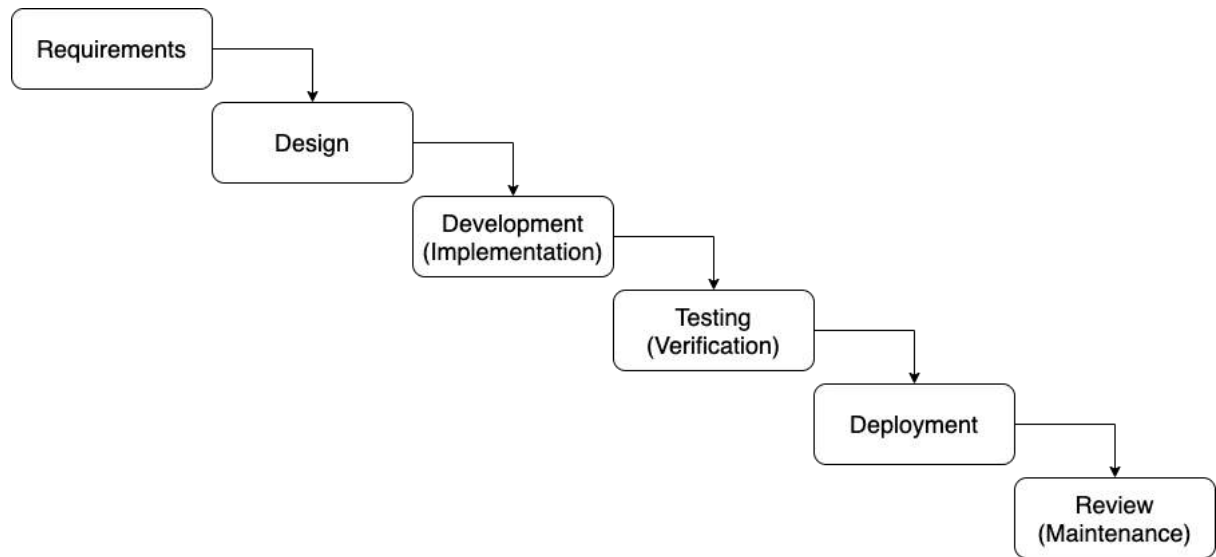 Requirements
Design
Development
(Implementation)
Testing
(Verification)
Deployment
Review
(Maintenance)